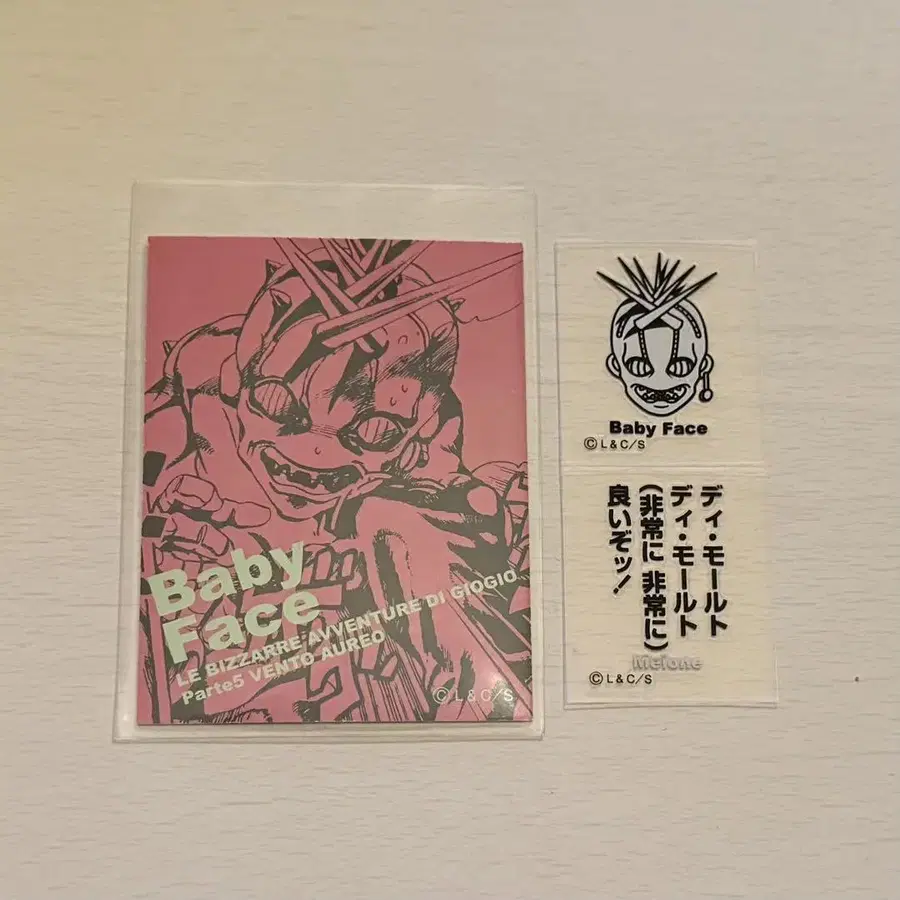 Baby
Face
LE BIZZARRE AVVENTURE DI GIOGIO
Parte5 VENTO AUREO
©L&C/S
Baby Face
©L&C/S
ディ・モールト
ディ・モールト
(非常に 非常に)
良いぞッ!
Melone
©L&C/S